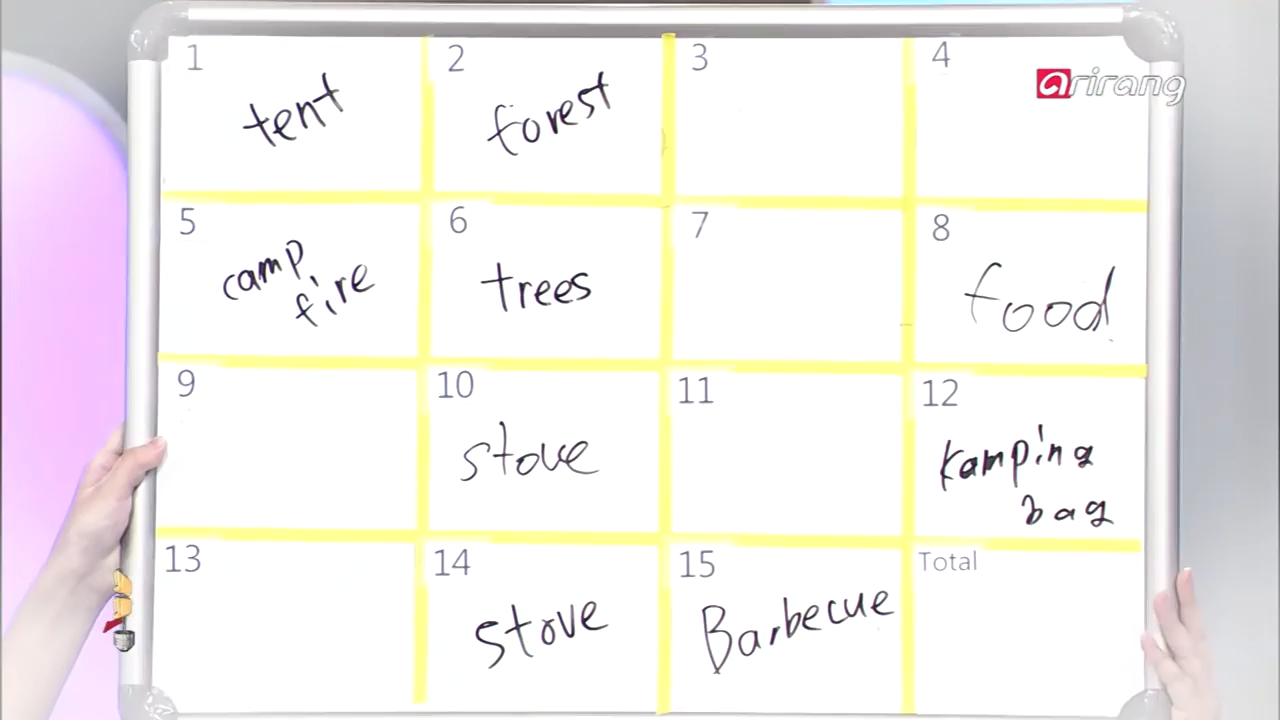 1
tent
2
forest
3
4
arirang
5
camp
fire
6
trees
7
8
food
9
10
stove
11
12
kamping
bag
13
14
stove
15
Barbecue
Total